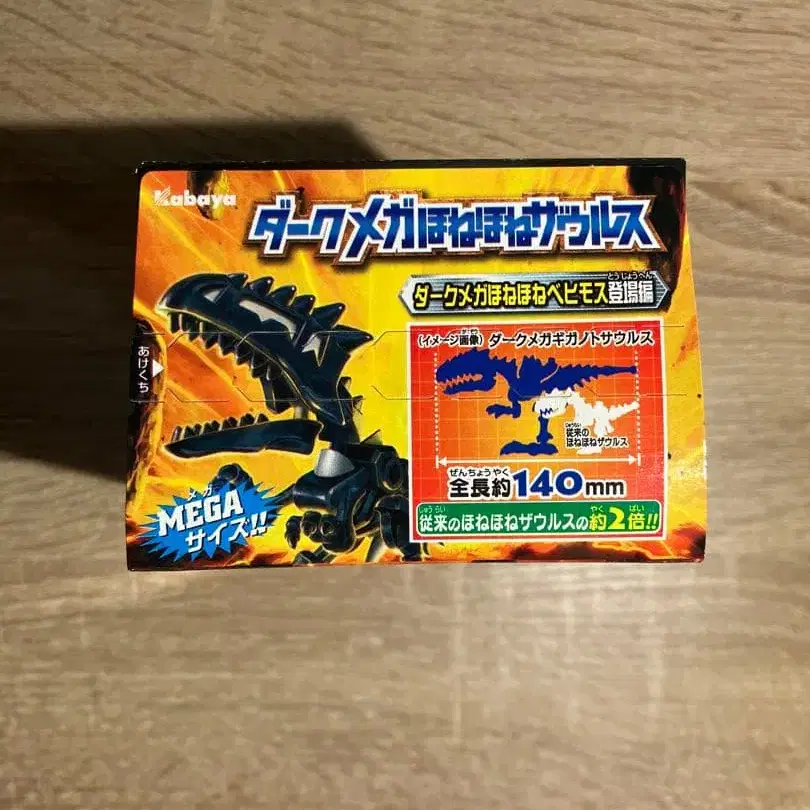 Kabaya
ダークメガほねほねザウルス
とうじょうへん
ダークメガほねほねベヒモス登場編
あけくち
(イメージ画像) ダークメガギガノトサウルス
じゅうらい
従来の
ほねほねザウルス
ぜんちょうやく
全長約140mm
じゅうらい やく ばい
従来のほねほねザウルスの約2倍!!
メガ
MEGA
サイズ!!